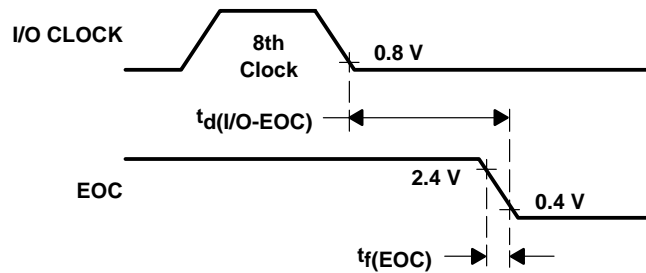 I/O CLOCK
8th
Clock
0.8 V
td(I/O-EOC)
EOC
2.4 V
0.4 V
tf(EOC)